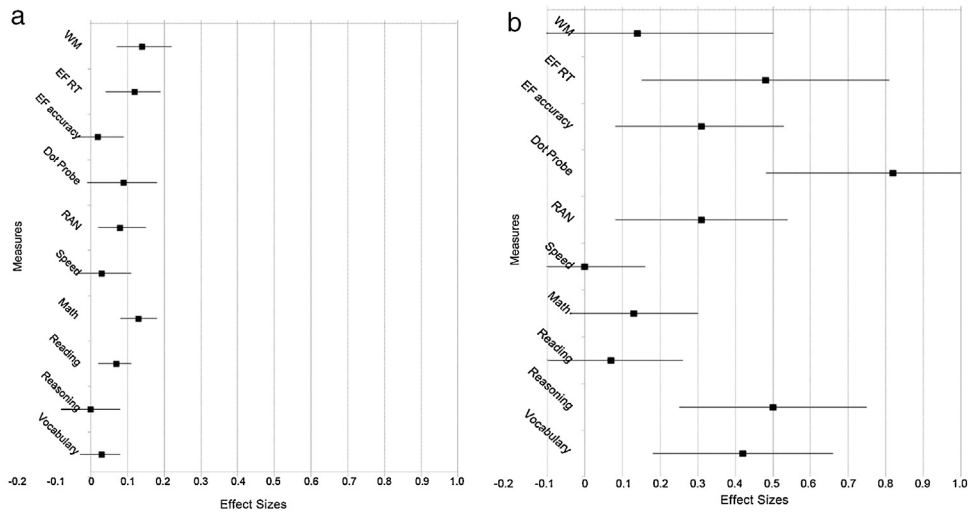 a
WM
EF RT
EF accuracy
Dot Probe
RAN
Speed
Math
Reading
Reasoning
Vocabulary
Measures
-0.2 -0.1 0 0.1 0.2 0.3 0.4 0.5 0.6 0.7 0.8 0.9 1.0
Effect Sizes
b
WM
EF RT
EF accuracy
Dot Probe
RAN
Speed
Math
Reading
Reasoning
Vocabulary
Measures
-0.2 -0.1 0 0.1 0.2 0.3 0.4 0.5 0.6 0.7 0.8 0.9 1.0
Effect Sizes